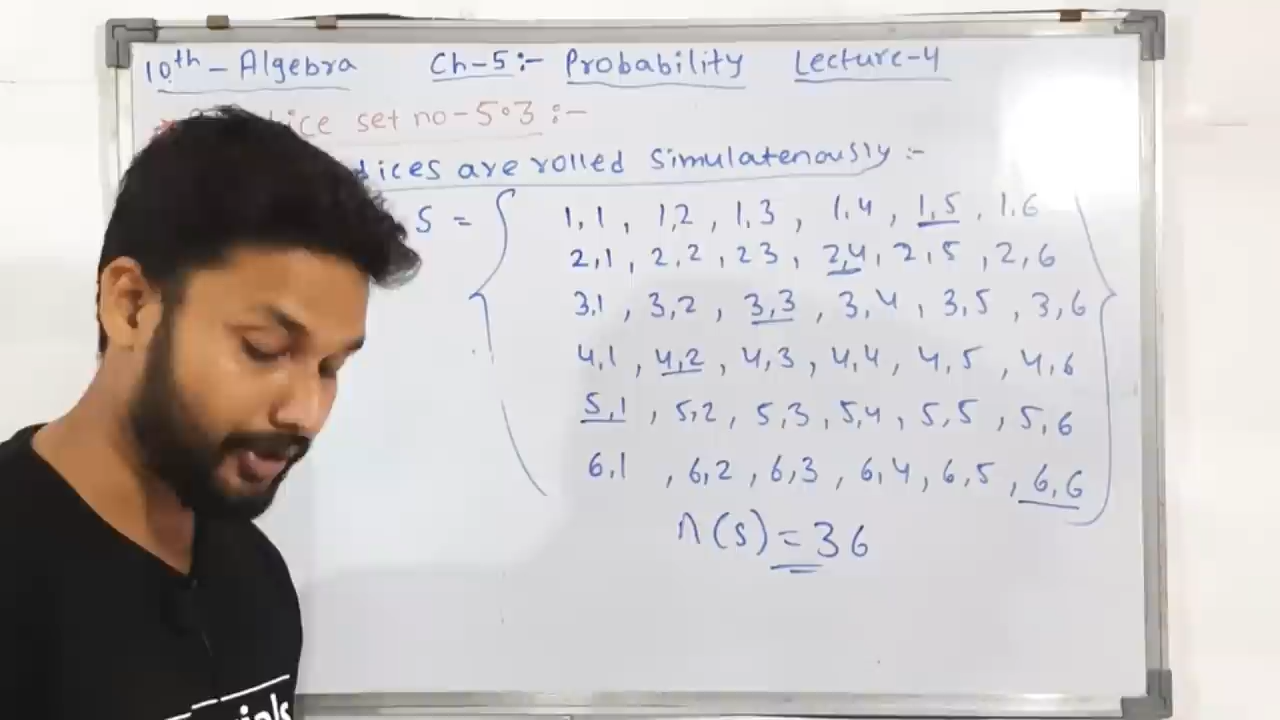 10th - Algebra Ch-5:- Probability Lecture-4
set no - 5.3 :-
dices are rolled Simulatenously :-
S = { 1,1 , 1,2 , 1,3 , 1,4 , 1,5 , 1,6
2,1 , 2,2 , 2 3 , 2,4 , 2,5 , 2,6
3,1 , 3,2 , 3,3 , 3,4 , 3,5 , 3,6
4,1 , 4,2 , 4,3 , 4,4 , 4,5 , 4,6
5,1 , 5,2 , 5,3 , 5,4 , 5,5 , 5,6
6,1 , 6,2 , 6,3 , 6,4 , 6,5 , 6,6 }
n(s) = 36